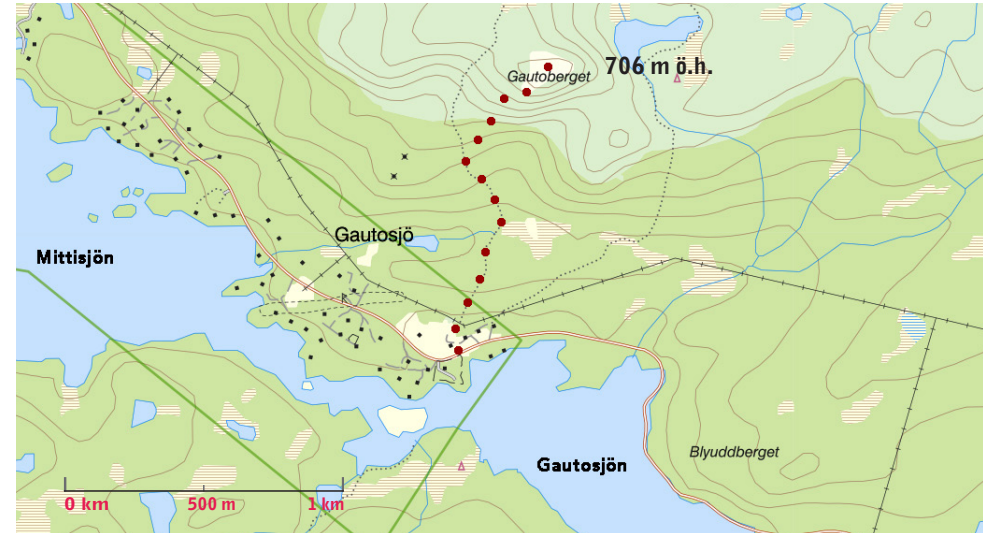 706 m ö.h.
Gautoberget
Gautosjö
Mittisjön
Blyuddberget
Gautosjön
0 km 500 m 1 km